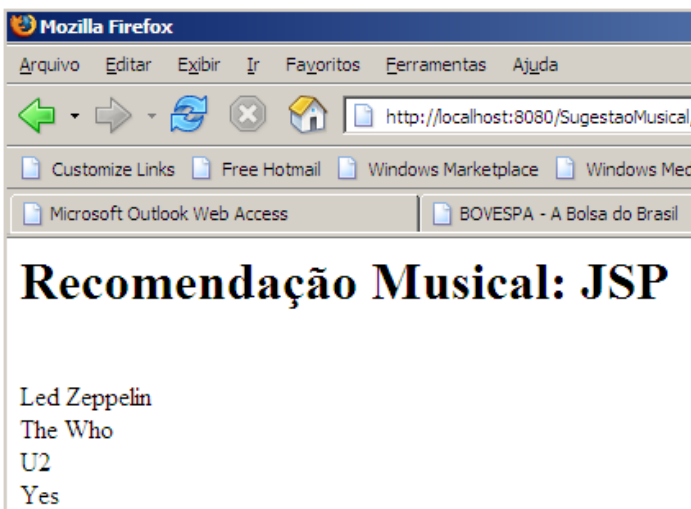 Mozilla Firefox
Arquivo Editar Exibir Ir Favoritos Ferramentas Ajuda
http://localhost:8080/SugestaoMusical
Customize Links Free Hotmail Windows Marketplace Windows Med
Microsoft Outlook Web Access BOVESPA - A Bolsa do Brasil
Recomendação Musical: JSP
Led Zeppelin
The Who
U2
Yes